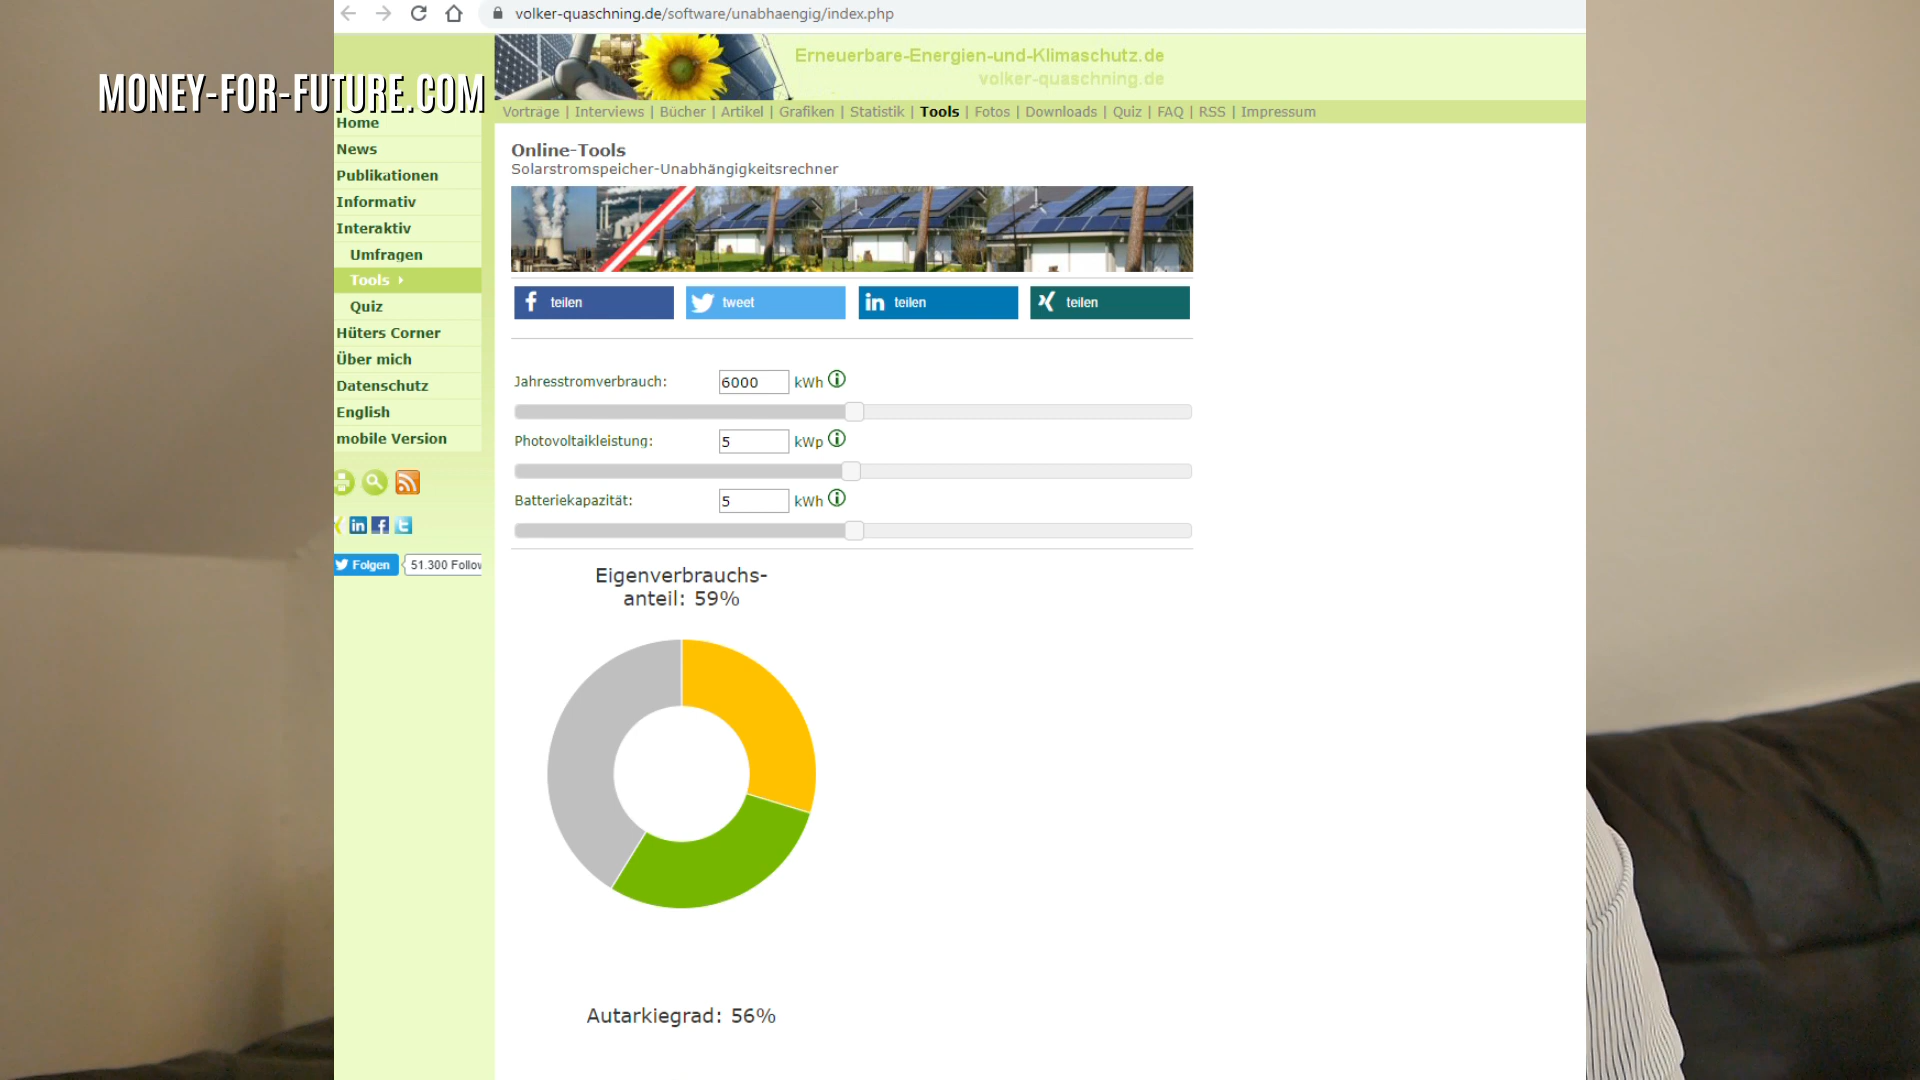 volker-quaschning.de/software/unabhaengig/index.php
MONEY-FOR-FUTURE.COM
Erneuerbare-Energien-und-Klimaschutz.de
volker-quaschning.de
Vorträge | Interviews | Bücher | Artikel | Grafiken | Statistik | Tools | Fotos | Downloads | Quiz | FAQ | RSS | Impressum
Home
News
Publikationen
Informativ
Interaktiv
Umfragen
Tools
Quiz
Hüters Corner
Über mich
Datenschutz
English
mobile Version
Folgen 51.300 Follow
Online-Tools
Solarstromspeicher-Unabhängigkeitsrechner
teilen tweet teilen teilen
Jahresstromverbrauch: 6000 kWh
Photovoltaikleistung: 5 kWp
Batteriekapazität: 5 kWh
Eigenverbrauchs-
anteil: 59%
Autarkiegrad: 56%